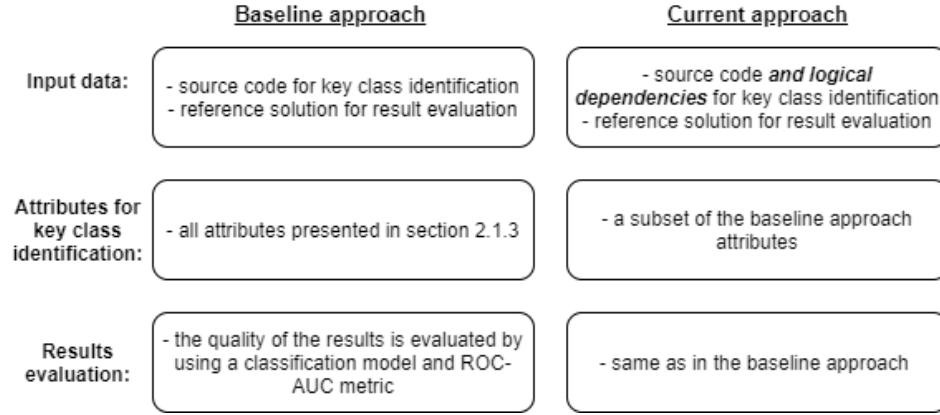 Baseline approach
Current approach
Input data:
- source code for key class identification
- reference solution for result evaluation
- source code and logical
dependencies for key class identification
- reference solution for result evaluation
Attributes for
key class
identification:
- all attributes presented in section 2.1.3
- a subset of the baseline approach
attributes
Results
evaluation:
- the quality of the results is evaluated by
using a classification model and ROC-
AUC metric
- same as in the baseline approach